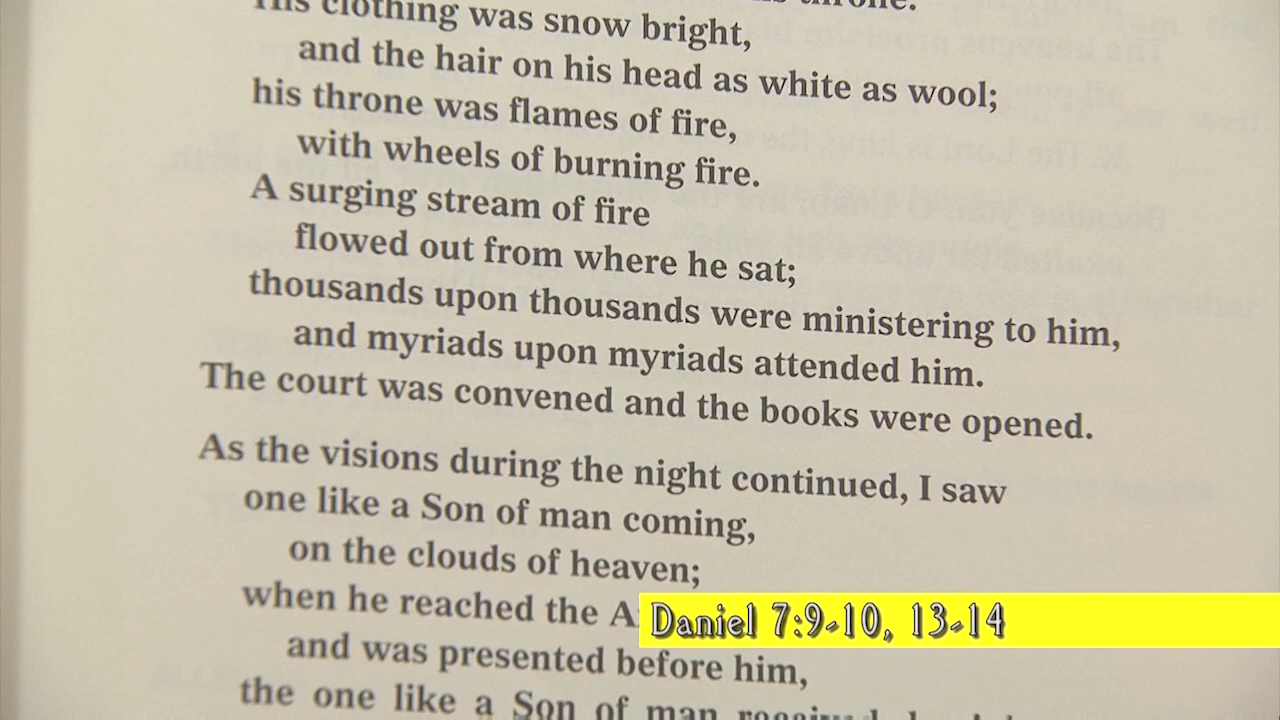 His clothing was snow bright,
and the hair on his head as white as wool;
his throne was flames of fire,
with wheels of burning fire.
A surging stream of fire
flowed out from where he sat;
thousands upon thousands were ministering to him,
and myriads upon myriads attended him.
The court was convened and the books were opened.
As the visions during the night continued, I saw
one like a Son of man coming,
on the clouds of heaven;
when he reached the
Daniel 7:9-10, 13-14
and was presented before him,
the one like a Son of man